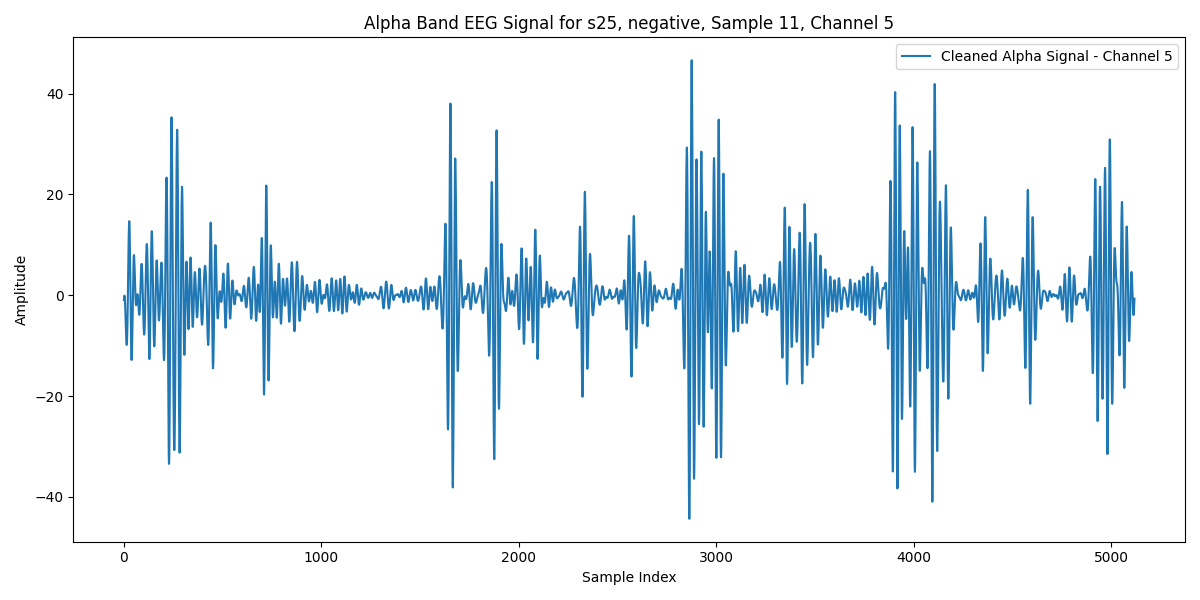 Alpha Band EEG Signal for s25, negative, Sample 11, Channel 5
Cleaned Alpha Signal - Channel 5
Amplitude
40
20
0
−20
−40
0 1000 2000 3000 4000 5000
Sample Index